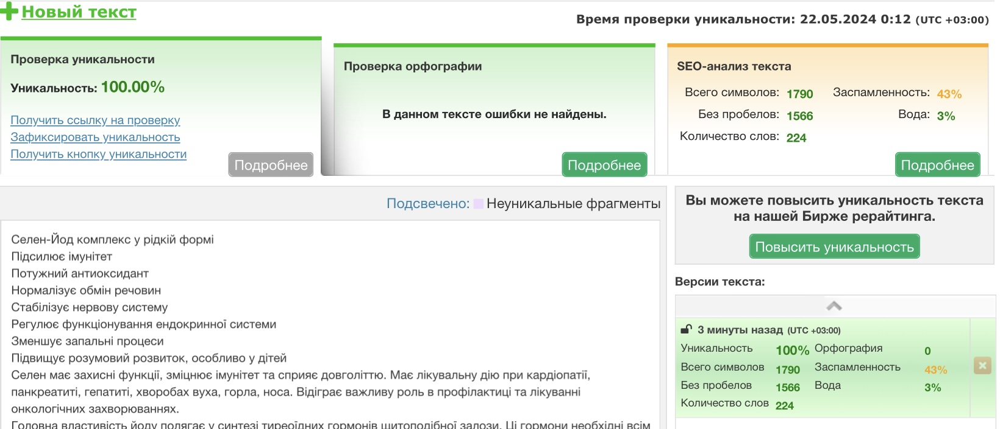 Новый текст
Время проверки уникальности: 22.05.2024 0:12 (UTC +03:00)
Проверка уникальности
Уникальность: 100.00%
Получить ссылку на проверку
Зафиксировать уникальность
Получить кнопку уникальности
Подробнее
Проверка орфографии
В данном тексте ошибки не найдены.
Подробнее
SEO-анализ текста
Всего символов: 1790 Заспамленность: 43%
Без пробелов: 1566 Вода: 3%
Количество слов: 224
Подробнее
Подсвечено: Неуникальные фрагменты
Селен-Йод комплекс у рідкій формі
Підсилює імунітет
Потужний антиоксидант
Нормалізує обмін речовин
Стабілізує нервову систему
Регулює функціонування ендокринної системи
Зменшує запальні процеси
Підвищує розумовий розвиток, особливо у дітей
Селен має захисні функції, зміцнює імунітет та сприяє довголіттю. Має лікувальну дію при кардіопатії,
панкреатиті, гепатиті, хворобах вуха, горла, носа. Відіграє важливу роль в профілактиці та лікуванні
онкологічних захворюваннях.
Головна властивість йоду полягає у синтезі тиреоїдних гормонів щитоподібної залози. Ці гормони необхідні всім
Вы можете повысить уникальность текста
на нашей Бирже рерайтинга.
Повысить уникальность
Версии текста:
3 минуты назад (UTC +03:00)
Уникальность 100% Орфография 0
Всего символов 1790 Заспамленность 43%
Без пробелов 1566 Вода 3%
Количество слов 224